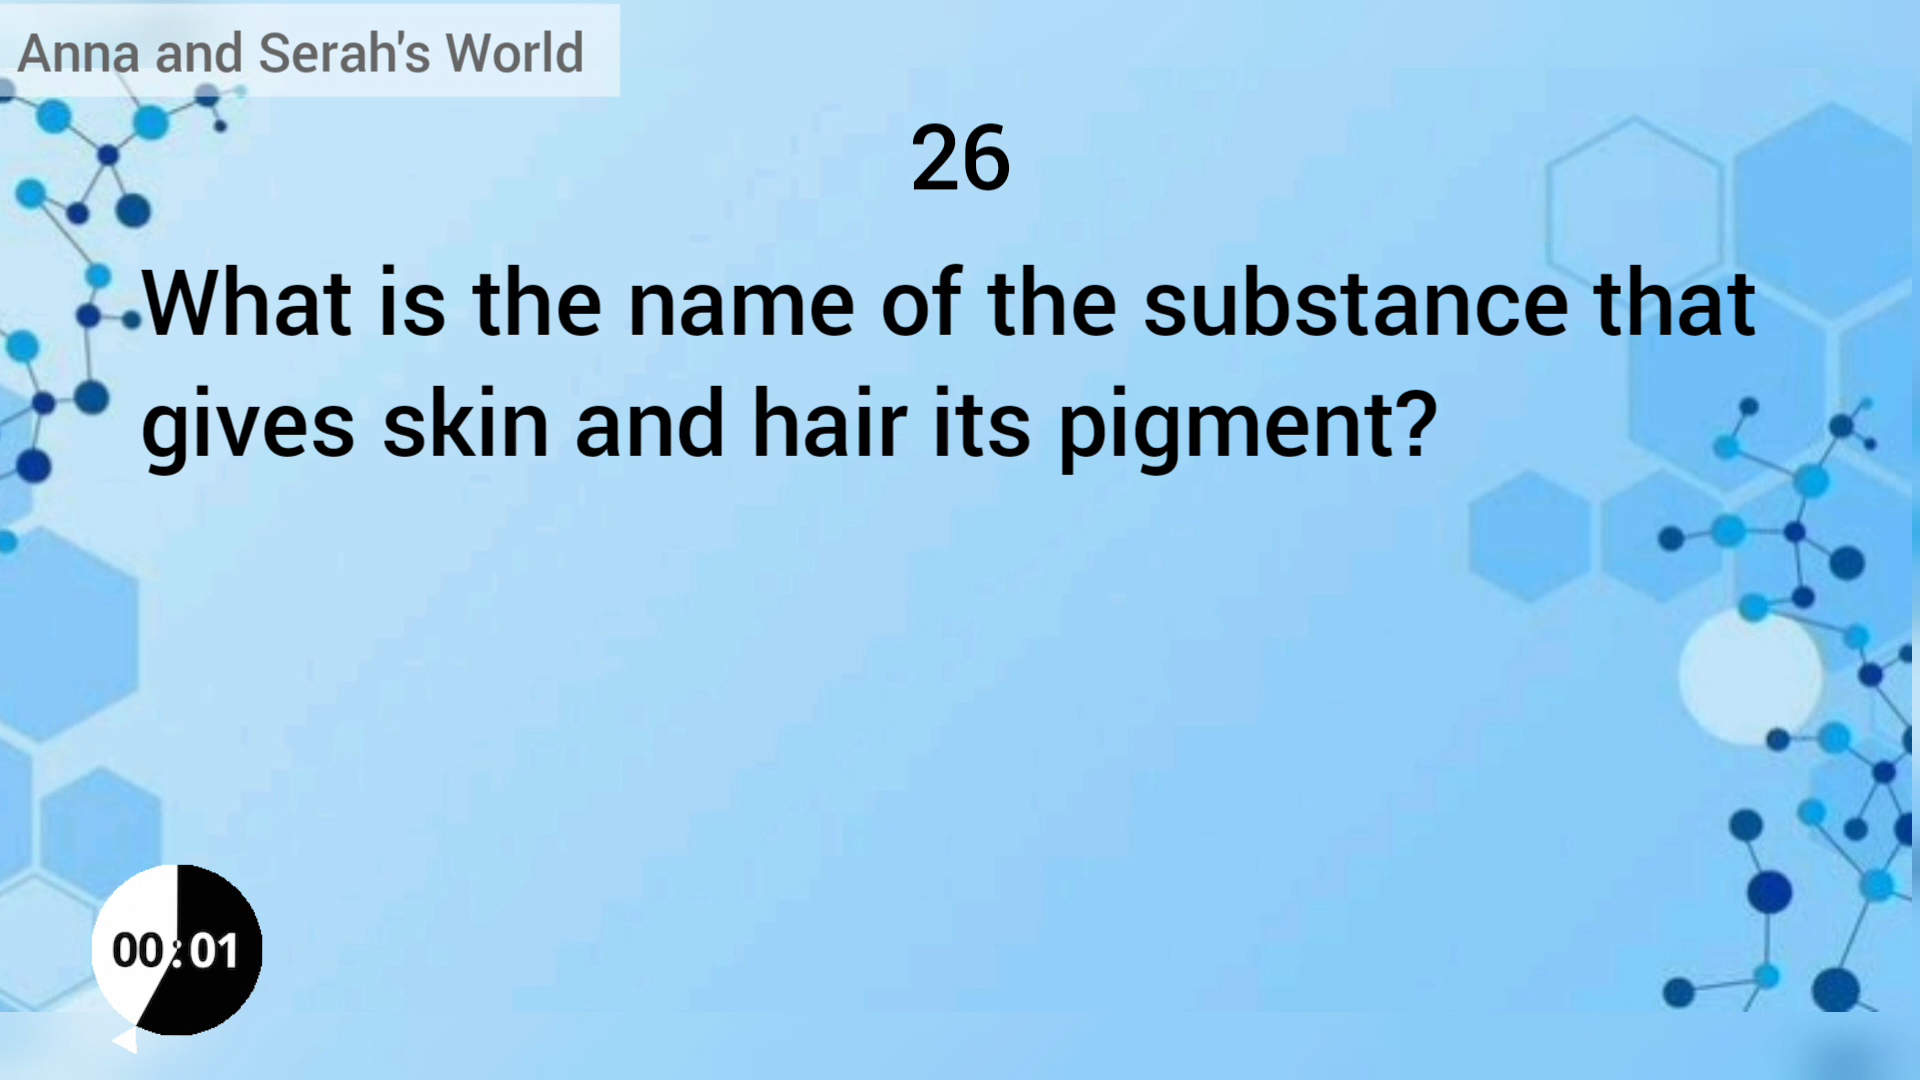 Anna and Serah's World
26
What is the name of the substance that
gives skin and hair its pigment?
00:01